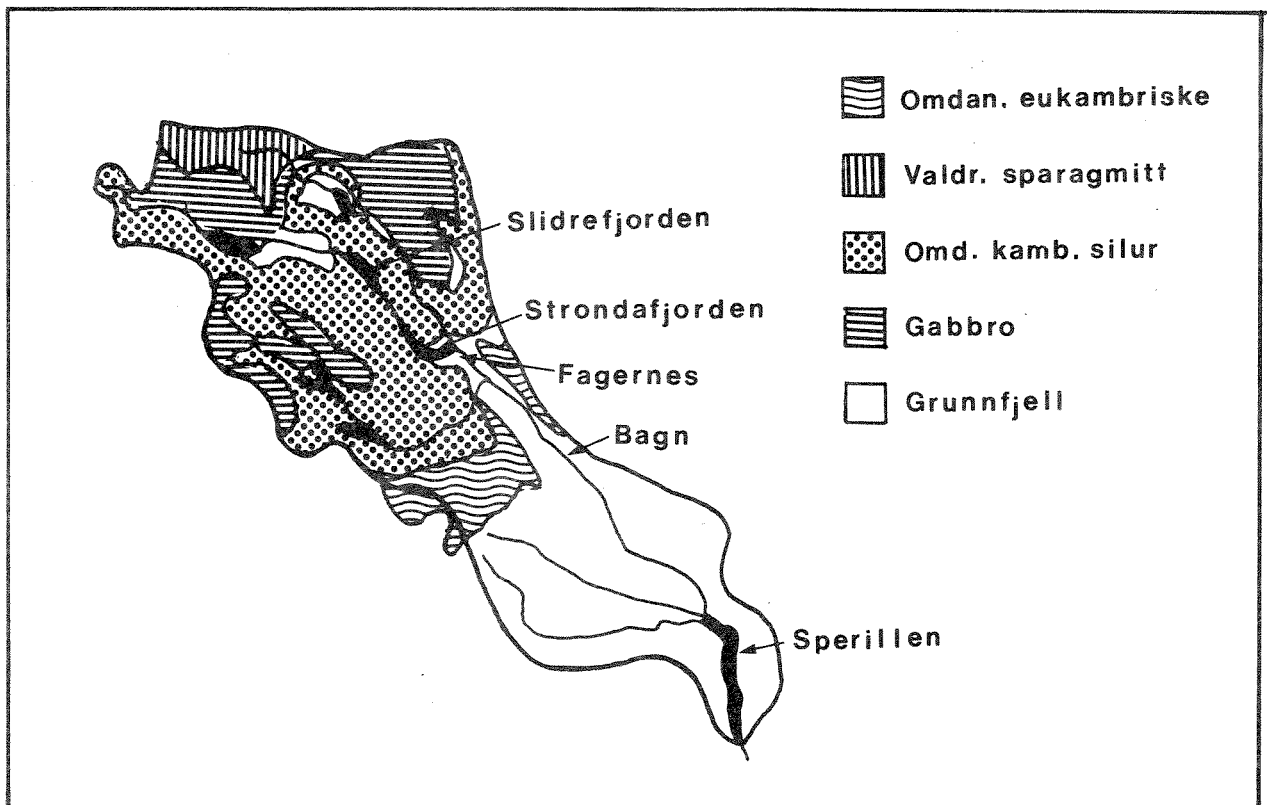 Omdan. eukambriske
Valdr. sparagmitt
Omd. kamb. silur
Gabbro
Grunnfjell
Slidrefjorden
Strondafjorden
Fagernes
Bagn
Sperillen